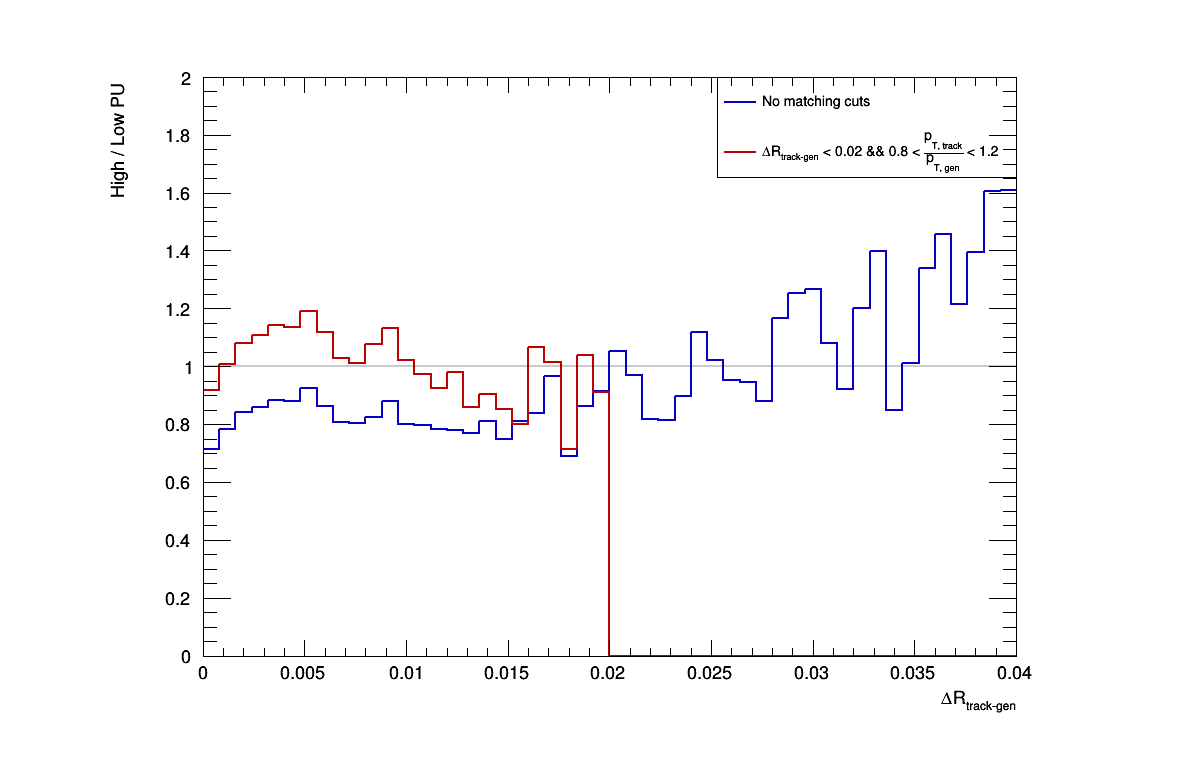 High / Low PU
2
1.8
1.6
1.4
1.2
1
0.8
0.6
0.4
0.2
0
No matching cuts
ΔR_track-gen < 0.02 && 0.8 < p_T, track / p_T, gen < 1.2
0 0.005 0.01 0.015 0.02 0.025 0.03 0.035 0.04
ΔR_track-gen